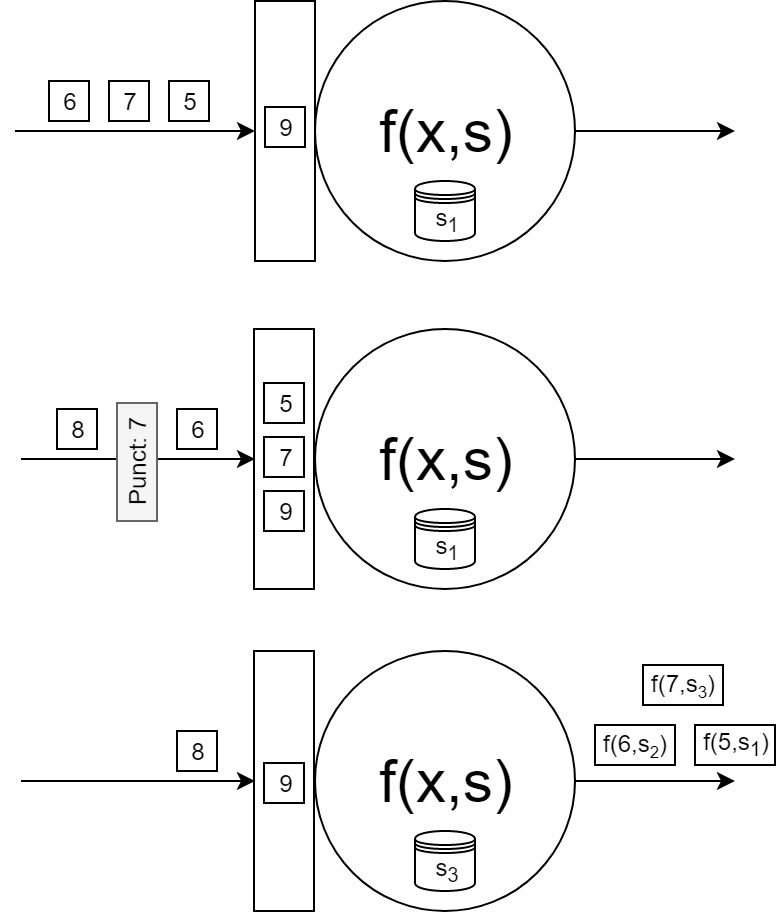 6 7 5
9
f(x,s)
s1
8
Punct: 7
6
5
7
9
f(x,s)
s1
8
9
f(x,s)
s3
f(7,s3)
f(6,s2) f(5,s1)